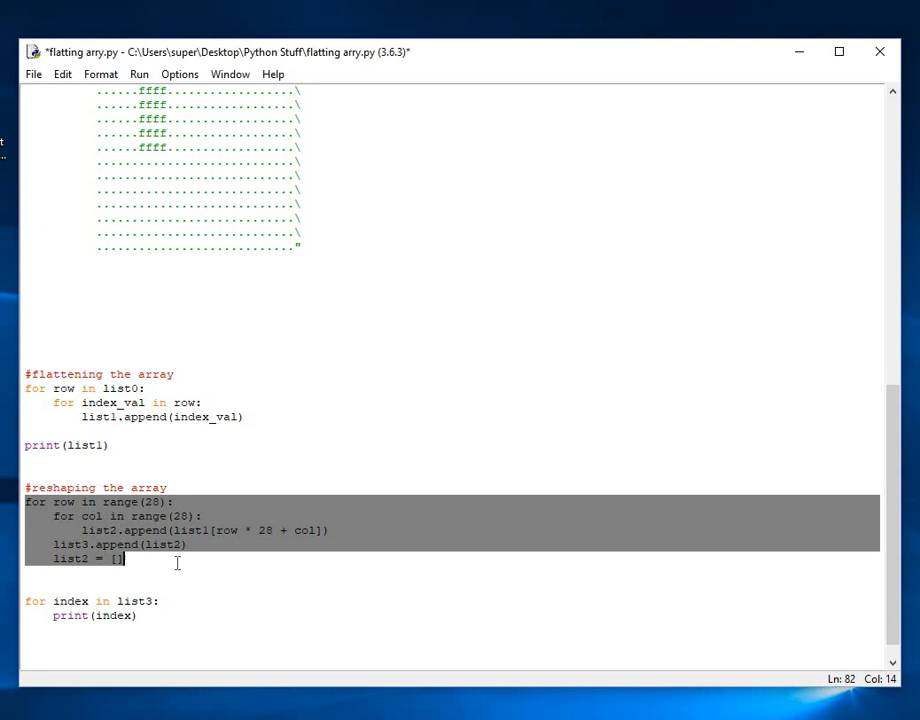 *flatting arry.py - C:\Users\super\Desktop\Python Stuff\flatting arry.py (3.6.3)*
File Edit Format Run Options Window Help
......ffff..................\
......ffff..................\
......ffff..................\
......ffff..................\
......ffff..................\
............................\
............................\
............................\
............................\
............................\
............................\
............................"
t
...
#flattening the array
for row in list0:
    for index_val in row:
        list1.append(index_val)
print(list1)
#reshaping the array
for row in range(28):
    for col in range(28):
        list2.append(list1[row * 28 + col])
    list3.append(list2)
    list2 = []
for index in list3:
    print(index)
Ln: 82 Col: 14